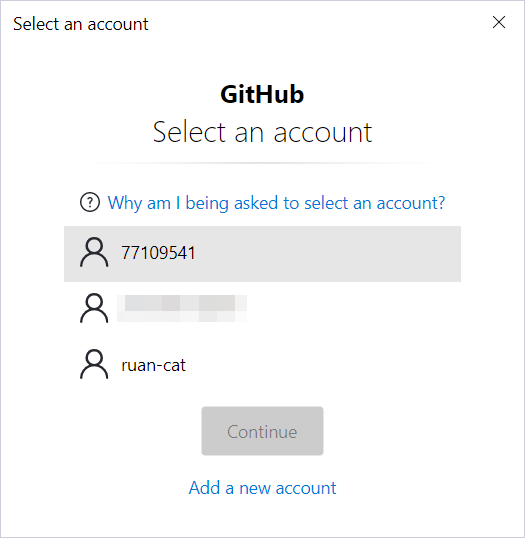 Select an account
GitHub
Select an account
Why am I being asked to select an account?
77109541
ruan-cat
Continue
Add a new account